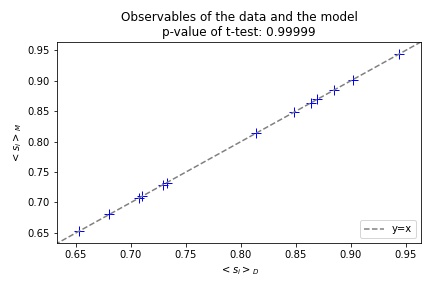 Observables of the data and the model
p-value of t-test: 0.99999
0.95
0.90
0.85
0.80
0.75
0.70
0.65
< s_i >_M
y=x
0.65 0.70 0.75 0.80 0.85 0.90 0.95
< s_i >_D